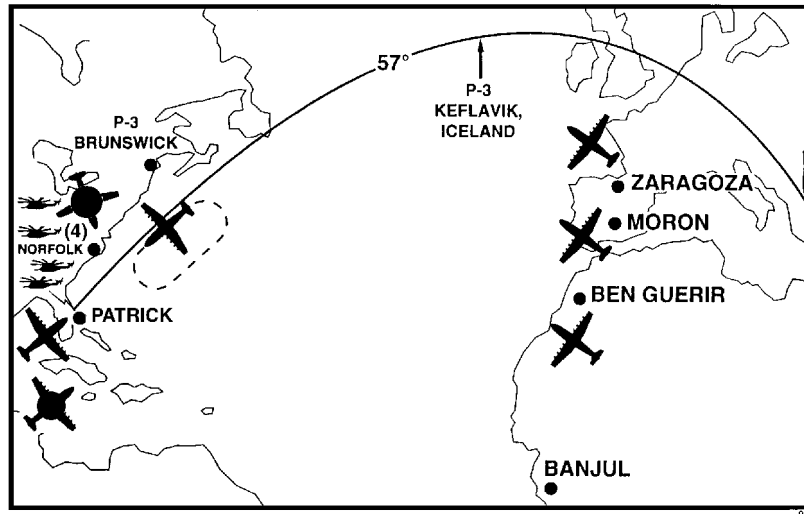 57°
P-3
KEFLAVIK,
ICELAND
P-3
BRUNSWICK
(4)
NORFOLK
PATRICK
ZARAGOZA
MORON
BEN GUERIR
BANJUL